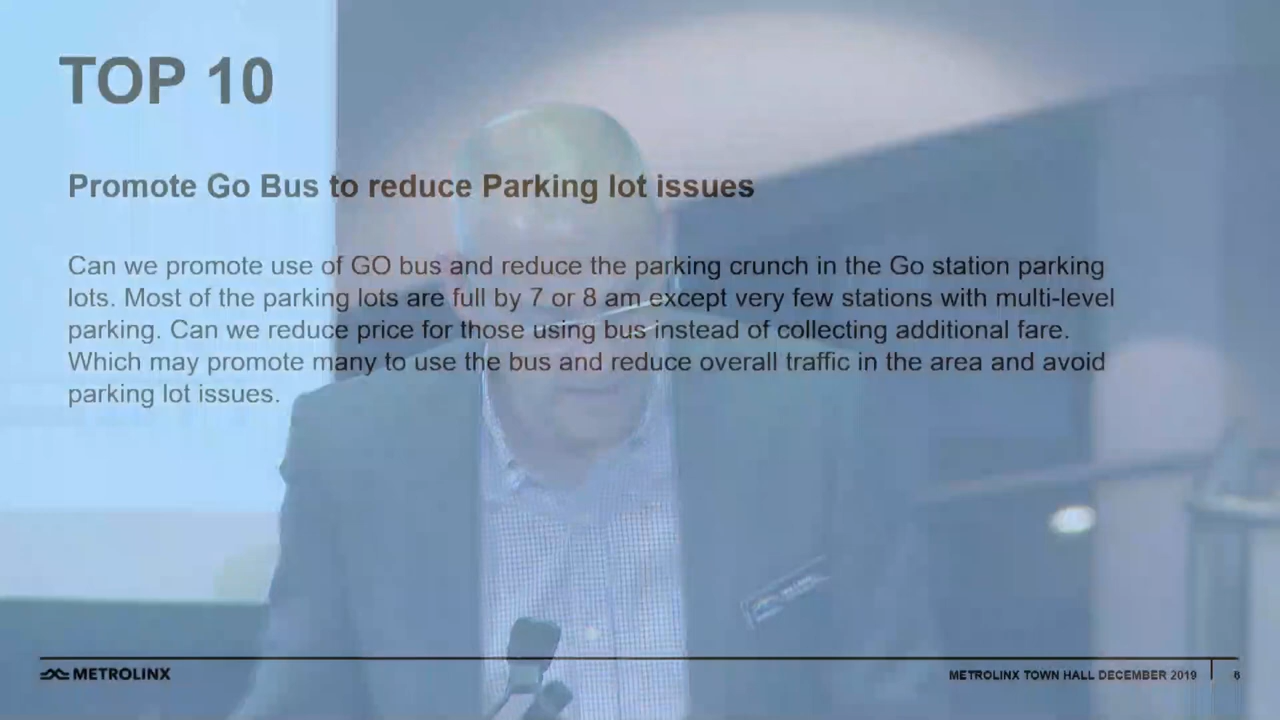 TOP 10
Promote Go Bus to reduce Parking lot issues
Can we promote use of GO bus and reduce the parking crunch in the Go station parking
lots. Most of the parking lots are full by 7 or 8 am except very few stations with multi-level
parking. Can we reduce price for those using bus instead of collecting additional fare.
Which may promote many to use the bus and reduce overall traffic in the area and avoid
parking lot issues.
METROLINX
METROLINX TOWN HALL DECEMBER 2019 6